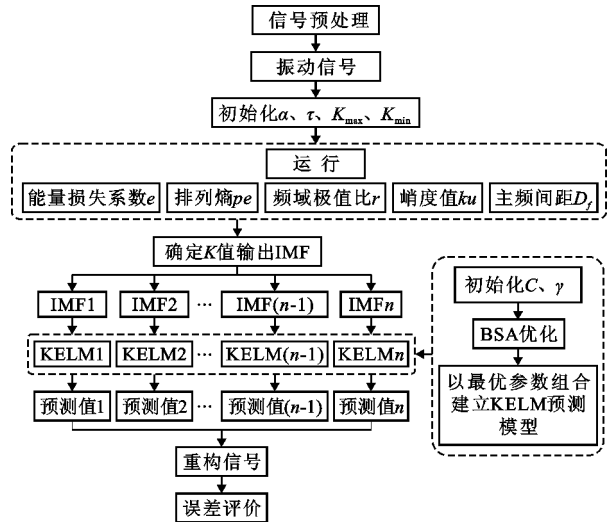 信号预处理
振动信号
初始化α、τ、Kmax、Kmin
运 行
能量损失系数e 排列熵pe 频域极值比r 峭度值ku 主频间距Df
确定K值输出IMF
IMF1 IMF2 ··· IMF(n-1) IMFn
KELM1 KELM2 ··· KELM(n-1) KELMn
预测值1 预测值2 ··· 预测值(n-1) 预测值n
重构信号
误差评价
初始化C、γ
BSA优化
以最优参数组合
建立KELM预测
模型